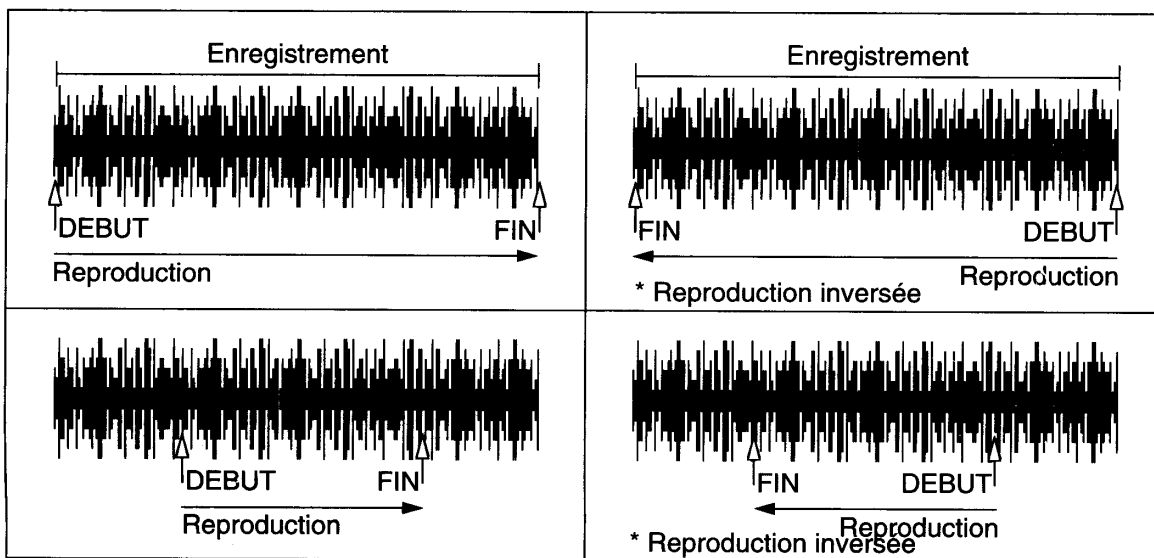 Enregistrement
DEBUT FIN
Reproduction
Enregistrement
FIN DEBUT
Reproduction
* Reproduction inversée
DEBUT FIN
Reproduction
FIN DEBUT
Reproduction
* Reproduction inversée